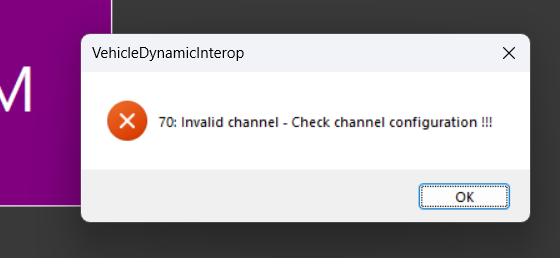 M
VehicleDynamicInterop
70: Invalid channel - Check channel configuration !!!
OK